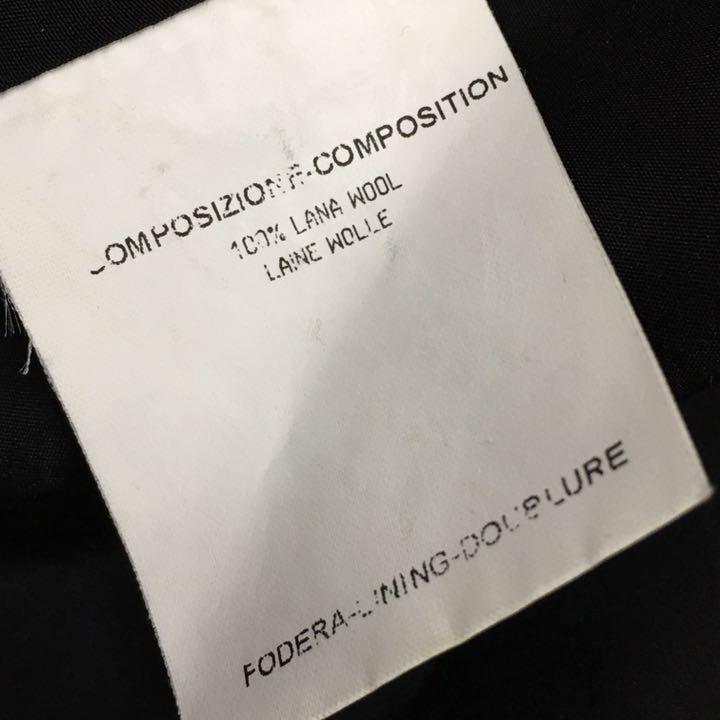 COMPOSIZIONE-COMPOSITION
100% LANA WOOL
LAINE WOLLE
FODERA-LINING-DOUBLURE